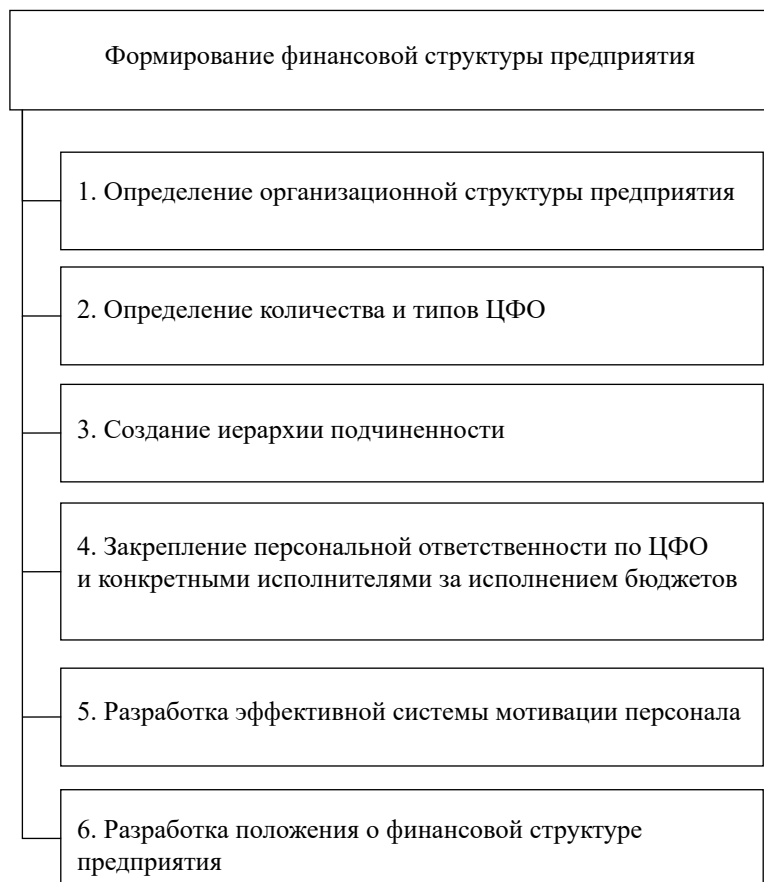 Формирование финансовой структуры предприятия
1. Определение организационной структуры предприятия
2. Определение количества и типов ЦФО
3. Создание иерархии подчиненности
4. Закрепление персональной ответственности по ЦФО
и конкретными исполнителями за исполнением бюджетов
5. Разработка эффективной системы мотивации персонала
6. Разработка положения о финансовой структуре
предприятия